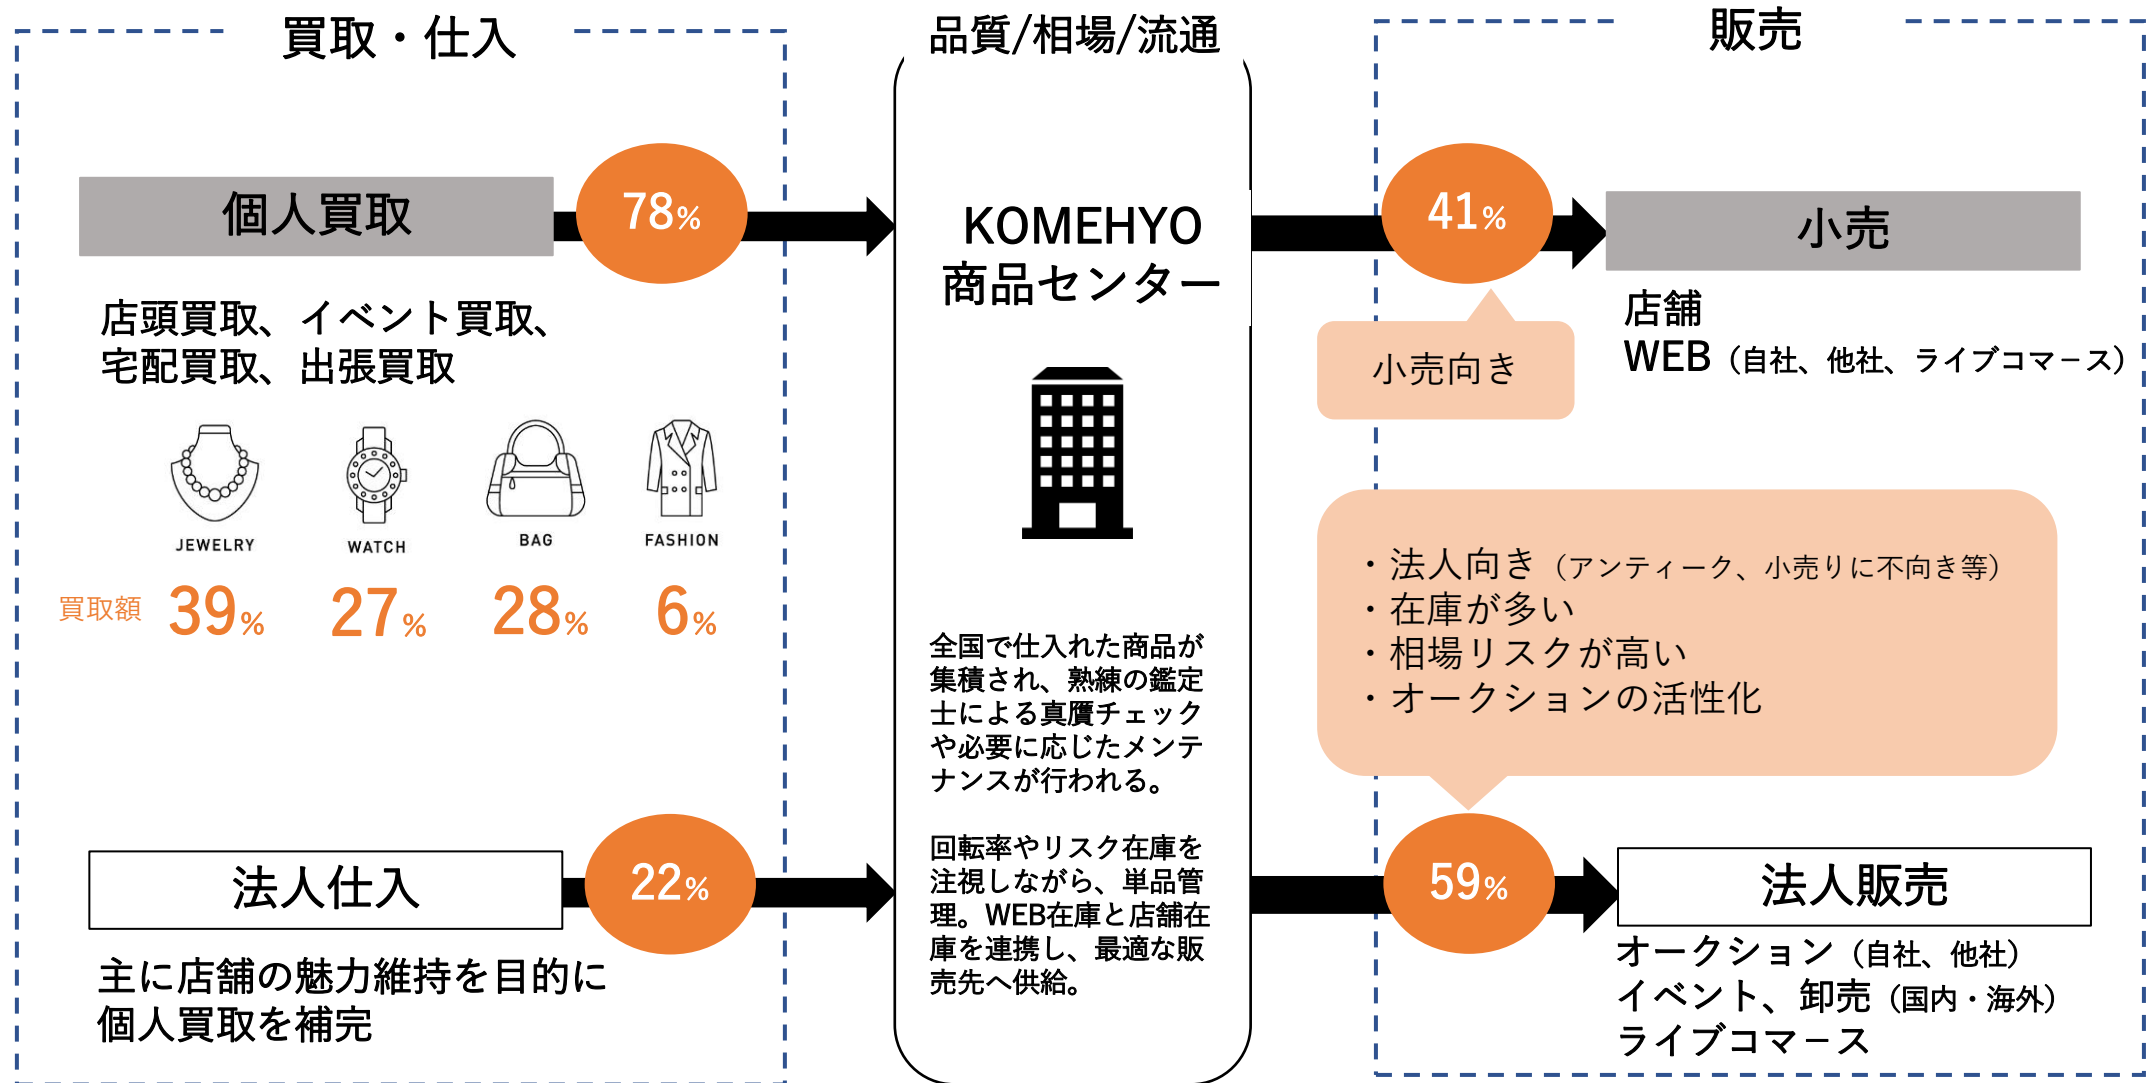 買取・仕入
個人買取
78%
店頭買取、イベント買取、
宅配買取、出張買取
JEWELRY
WATCH
BAG
FASHION
買取額
39%
27%
28%
6%
法人仕入
22%
主に店舗の魅力維持を目的に
個人買取を補完
品質/相場/流通
KOMEHYO
商品センター
全国で仕入れた商品が
集積され、熟練の鑑定
士による真贋チェック
や必要に応じたメンテ
ナンスが行われる。
回転率やリスク在庫を
注視しながら、単品管
理。WEB在庫と店舗在
庫を連携し、最適な販
売先へ供給。
販売
41%
小売
小売向き
店舗
WEB（自社、他社、ライブコマース）
・法人向き（アンティーク、小売りに不向き等）
・在庫が多い
・相場リスクが高い
・オークションの活性化
59%
法人販売
オークション（自社、他社）
イベント、卸売（国内・海外）
ライブコマース